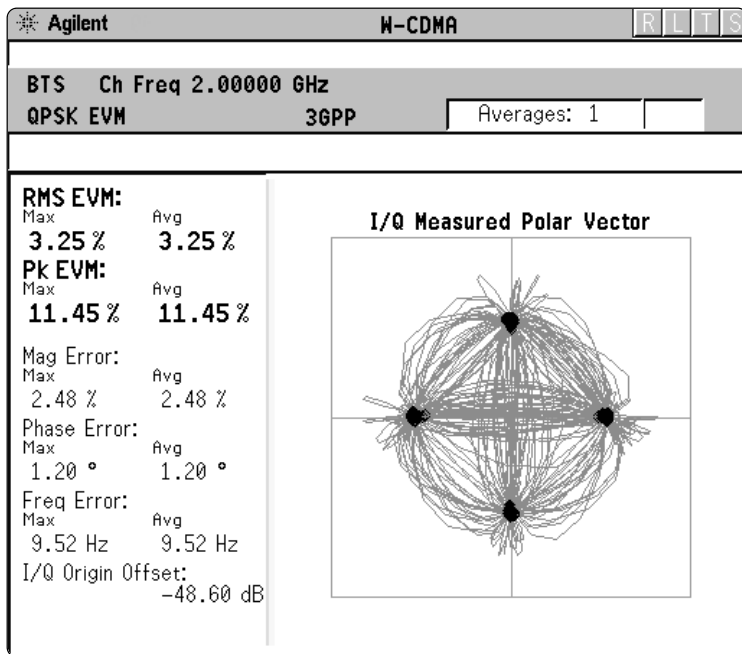 Agilent W-CDMA R L T S
BTS Ch Freq 2.00000 GHz
QPSK EVM 3GPP Averages: 1
RMS EVM:
Max Avg
3.25 % 3.25 %
Pk EVM:
Max Avg
11.45 % 11.45 %
Mag Error:
Max Avg
2.48 % 2.48 %
Phase Error:
Max Avg
1.20 ° 1.20 °
Freq Error:
Max Avg
9.52 Hz 9.52 Hz
I/Q Origin Offset:
-48.60 dB
I/Q Measured Polar Vector